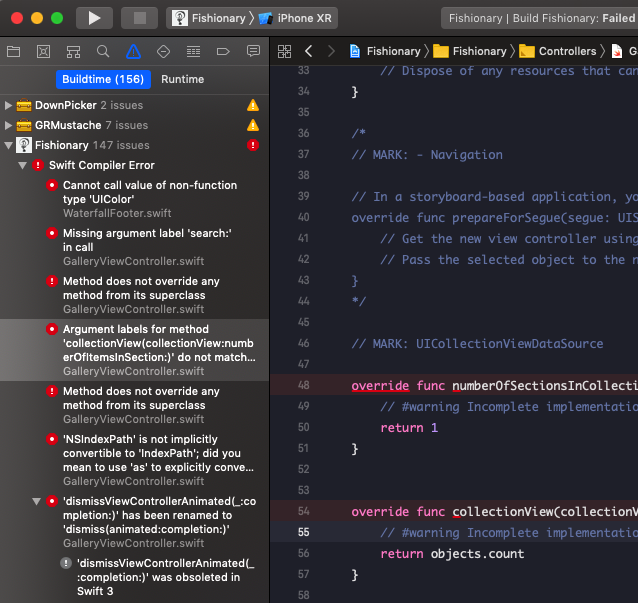 Fishionary
iPhone XR
Fishionary | Build Fishionary: Failed
Fishionary
Fishionary
Controllers
G
Buildtime (156)
Runtime
DownPicker 2 issues
GRMustache 7 issues
Fishionary 147 issues
Swift Compiler Error
Cannot call value of non-function
type 'UIColor'
WaterfallFooter.swift
Missing argument label 'search:'
in call
GalleryViewController.swift
Method does not override any
method from its superclass
GalleryViewController.swift
Argument labels for method
'collectionView(collectionView:numb
erOfItemsInSection:)' do not match...
GalleryViewController.swift
Method does not override any
method from its superclass
GalleryViewController.swift
'NSIndexPath' is not implicitly
convertible to 'IndexPath'; did you
mean to use 'as' to explicitly conve...
GalleryViewController.swift
'dismissViewControllerAnimated(_:co
mpletion:)' has been renamed to
'dismiss(animated:completion:)'
GalleryViewController.swift
'dismissViewControllerAnimated(_
:completion:)' was obsoleted in
Swift 3
33 // Dispose of any resources that can
34 }
35
36 /*
37 // MARK: - Navigation
38
39 // In a storyboard-based application, yo
40 override func prepareForSegue(segue: UIS
41 // Get the new view controller using
42 // Pass the selected object to the n
43 }
44 */
45
46 // MARK: UICollectionViewDataSource
47
48 override func numberOfSectionsInCollecti
49 // #warning Incomplete implementatio
50 return 1
51 }
52
53
54 override func collectionView(collectionV
55 // #warning Incomplete implementatio
56 return objects.count
57 }
58